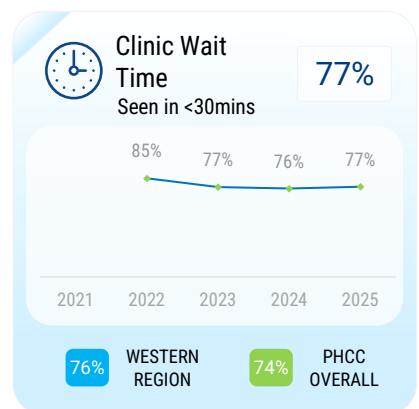 Clinic Wait
Time
Seen in <30mins
77%
85%
77%
76%
77%
2021
2022
2023
2024
2025
76%
WESTERN
REGION
74%
PHCC
OVERALL